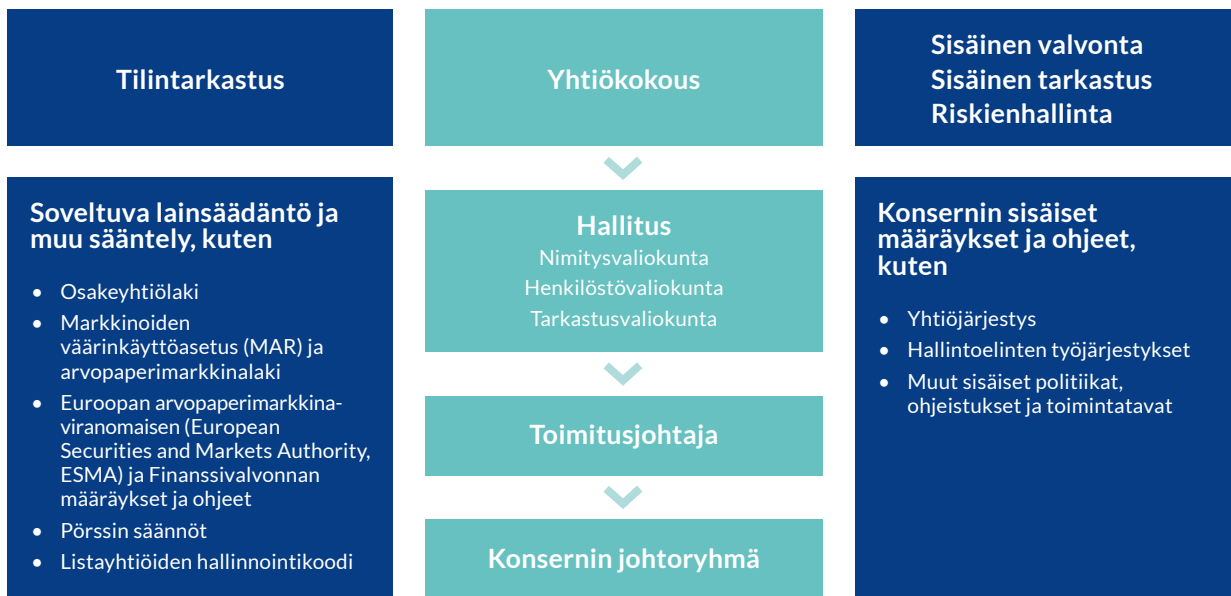 Tilintarkastus
Soveltuva lainsäädäntö ja
muu sääntely, kuten
• Osakeyhtiölaki
• Markkinoiden
väärinkäyttöasetus (MAR) ja
arvopaperimarkkinalaki
• Euroopan arvopaperimarkkina-
viranomaisen (European
Securities and Markets Authority,
ESMA) ja Finanssivalvonnan
määräykset ja ohjeet
• Pörssin säännöt
• Listayhtiöiden hallinnointikoodi
Yhtiökokous
Hallitus
Nimitysvaliokunta
Henkilöstövaliokunta
Tarkastusvaliokunta
Toimitusjohtaja
Konsernin johtoryhmä
Sisäinen valvonta
Sisäinen tarkastus
Riskienhallinta
Konsernin sisäiset
määräykset ja ohjeet,
kuten
• Yhtiöjärjestys
• Hallintoelinten työjärjestykset
• Muut sisäiset politiikat,
ohjeistukset ja toimintatavat